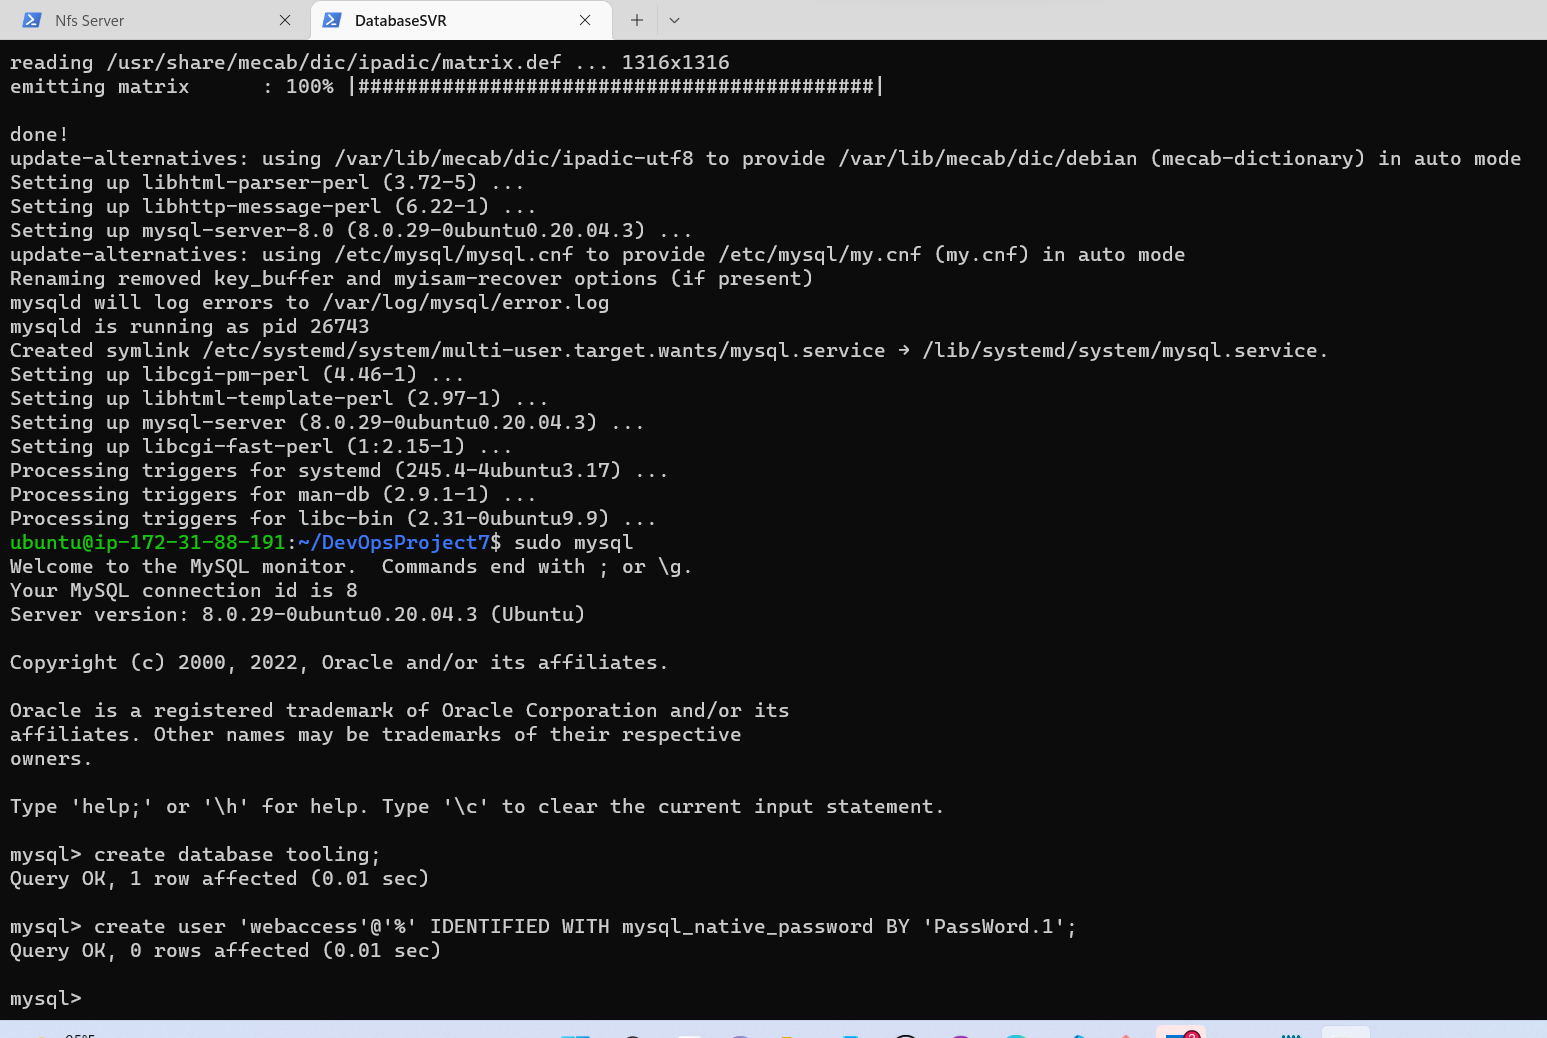 Nfs Server
DatabaseSVR
reading /usr/share/mecab/dic/ipadic/matrix.def ... 1316x1316
emitting matrix      : 100% |###########################################|
done!
update-alternatives: using /var/lib/mecab/dic/ipadic-utf8 to provide /var/lib/mecab/dic/debian (mecab-dictionary) in auto mode
Setting up libhtml-parser-perl (3.72-5) ...
Setting up libhttp-message-perl (6.22-1) ...
Setting up mysql-server-8.0 (8.0.29-0ubuntu0.20.04.3) ...
update-alternatives: using /etc/mysql/mysql.cnf to provide /etc/mysql/my.cnf (my.cnf) in auto mode
Renaming removed key_buffer and myisam-recover options (if present)
mysqld will log errors to /var/log/mysql/error.log
mysqld is running as pid 26743
Created symlink /etc/systemd/system/multi-user.target.wants/mysql.service → /lib/systemd/system/mysql.service.
Setting up libcgi-pm-perl (4.46-1) ...
Setting up libhtml-template-perl (2.97-1) ...
Setting up mysql-server (8.0.29-0ubuntu0.20.04.3) ...
Setting up libcgi-fast-perl (1:2.15-1) ...
Processing triggers for systemd (245.4-4ubuntu3.17) ...
Processing triggers for man-db (2.9.1-1) ...
Processing triggers for libc-bin (2.31-0ubuntu9.9) ...
ubuntu@ip-172-31-88-191:~/DevOpsProject7$ sudo mysql
Welcome to the MySQL monitor.  Commands end with ; or \g.
Your MySQL connection id is 8
Server version: 8.0.29-0ubuntu0.20.04.3 (Ubuntu)
Copyright (c) 2000, 2022, Oracle and/or its affiliates.
Oracle is a registered trademark of Oracle Corporation and/or its
affiliates. Other names may be trademarks of their respective
owners.
Type 'help;' or '\h' for help. Type '\c' to clear the current input statement.
mysql> create database tooling;
Query OK, 1 row affected (0.01 sec)
mysql> create user 'webaccess'@'%' IDENTIFIED WITH mysql_native_password BY 'PassWord.1';
Query OK, 0 rows affected (0.01 sec)
mysql>